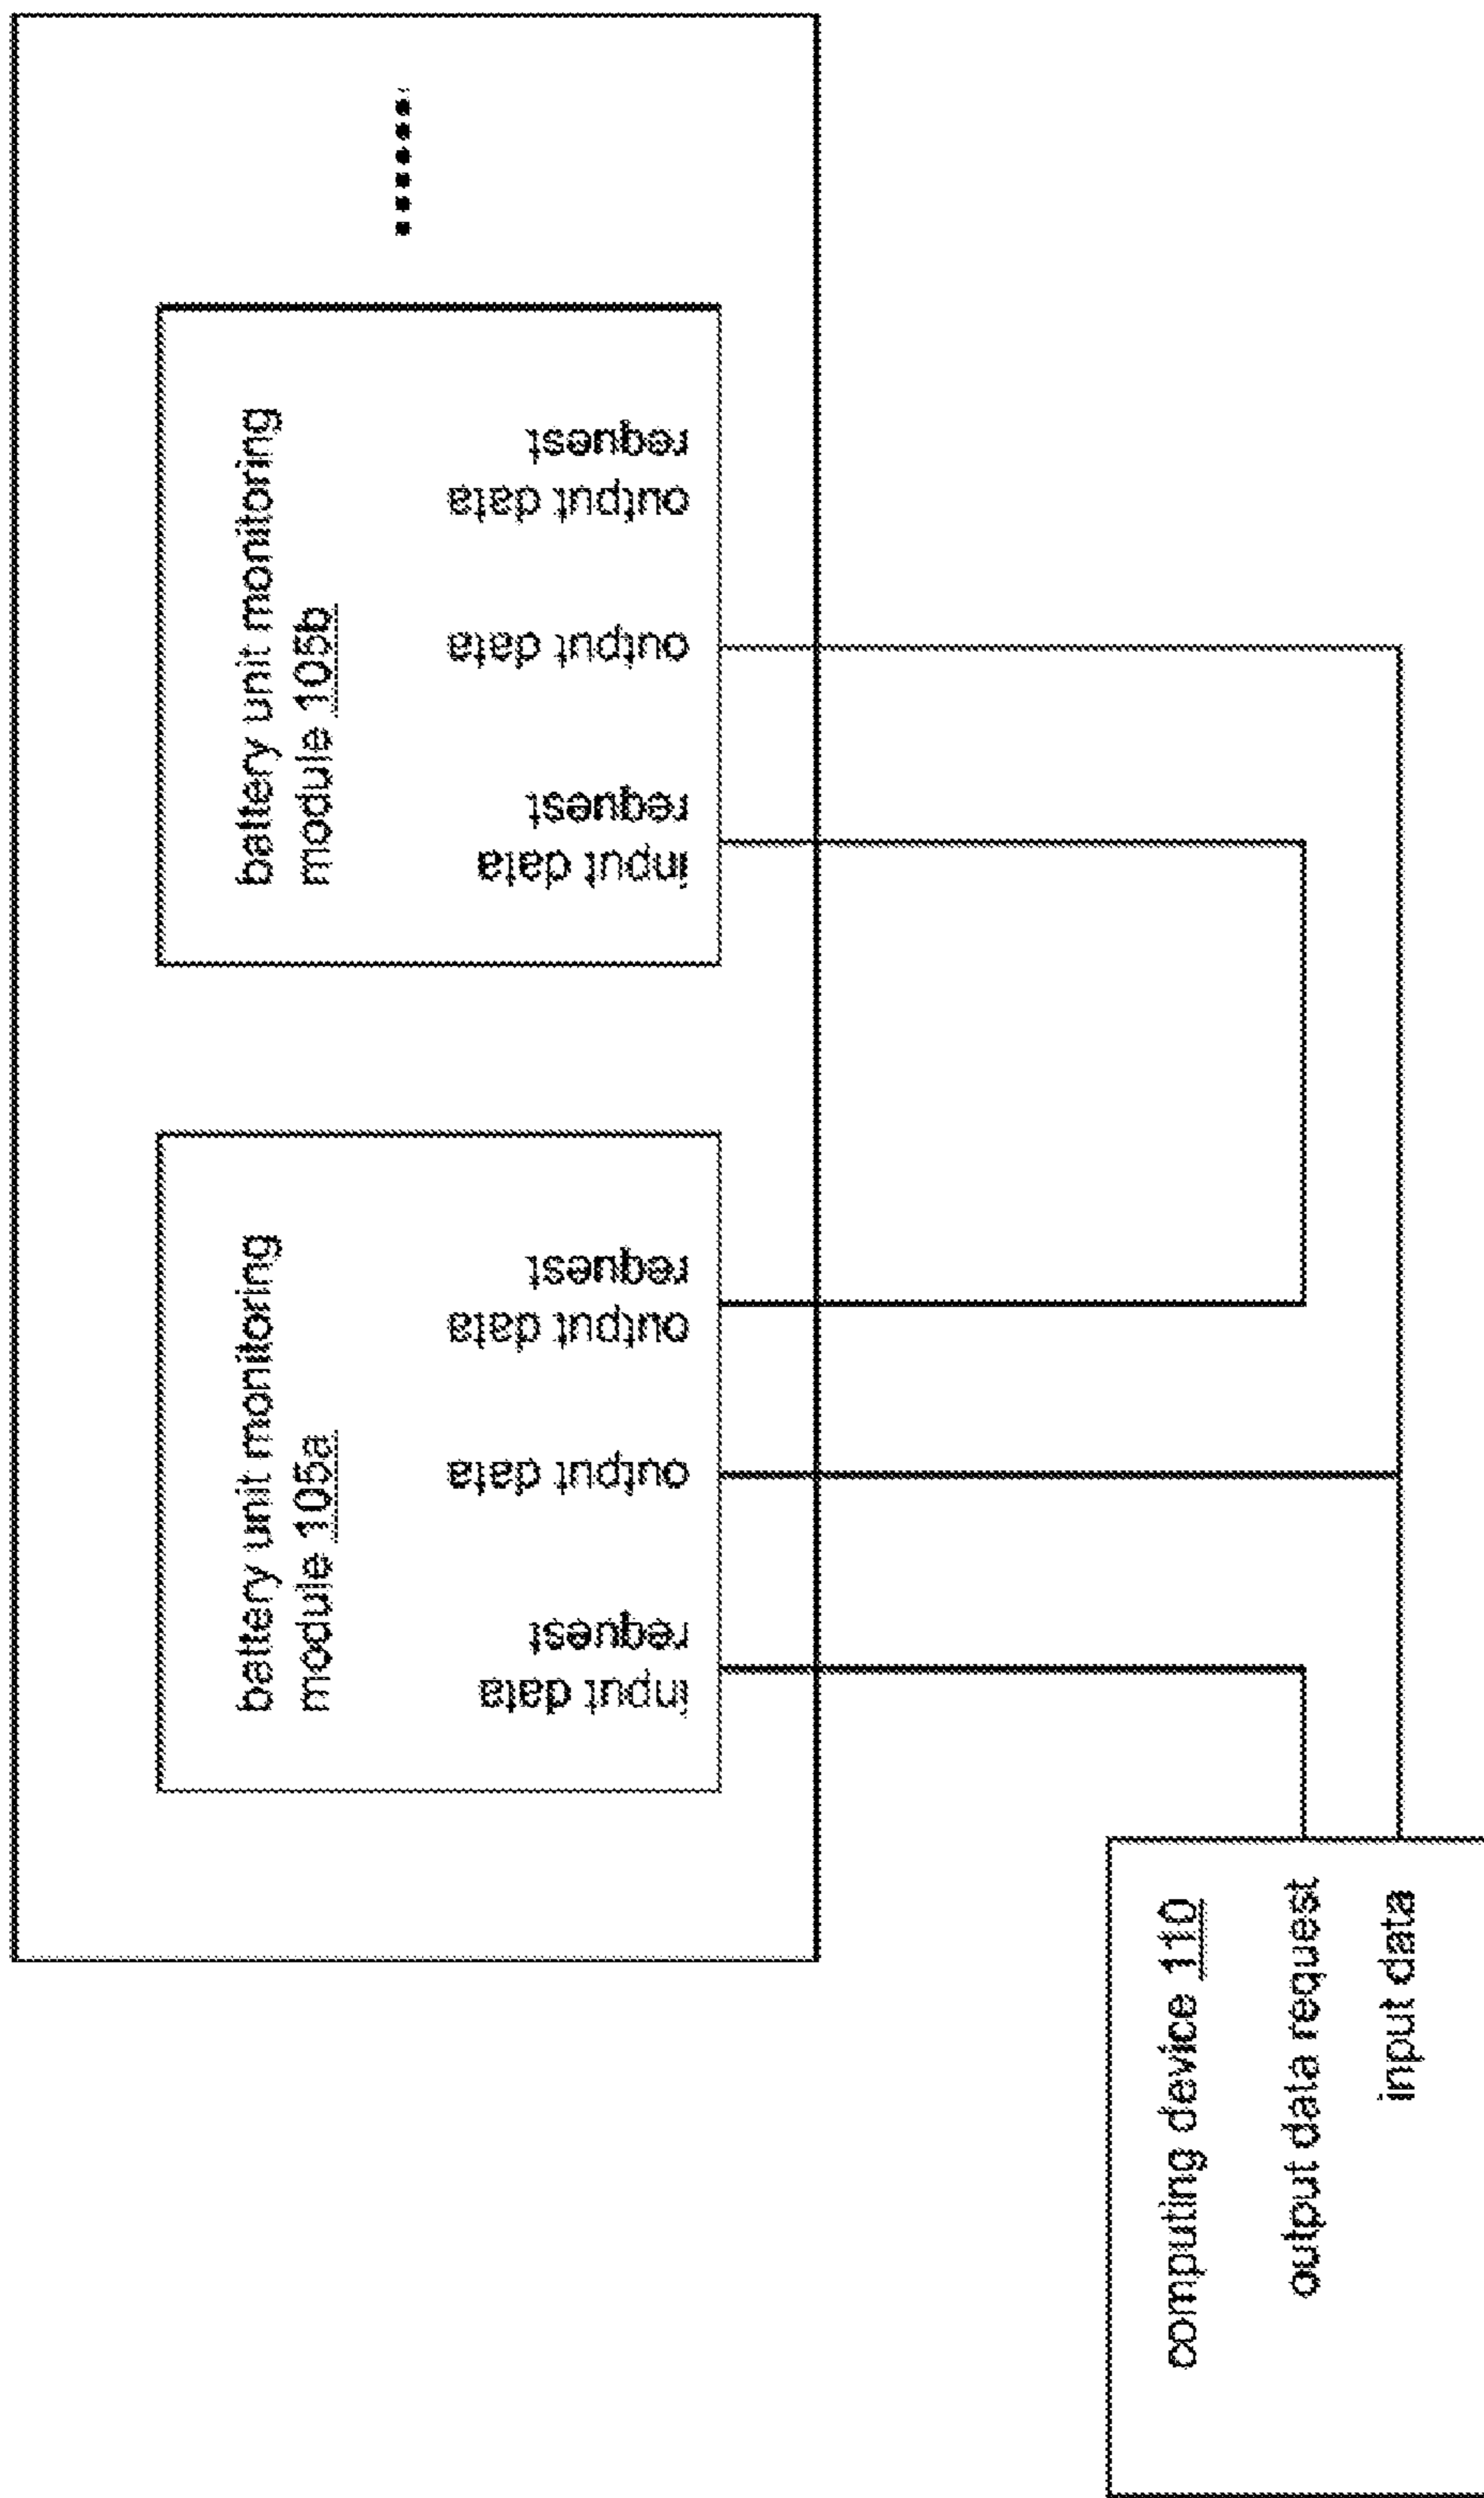 battery unit monitoring
module 105a
input data
request
output data
output data
request
battery unit monitoring
module 105b
input data
request
output data
output data
request
computing device 110
output data request
input data